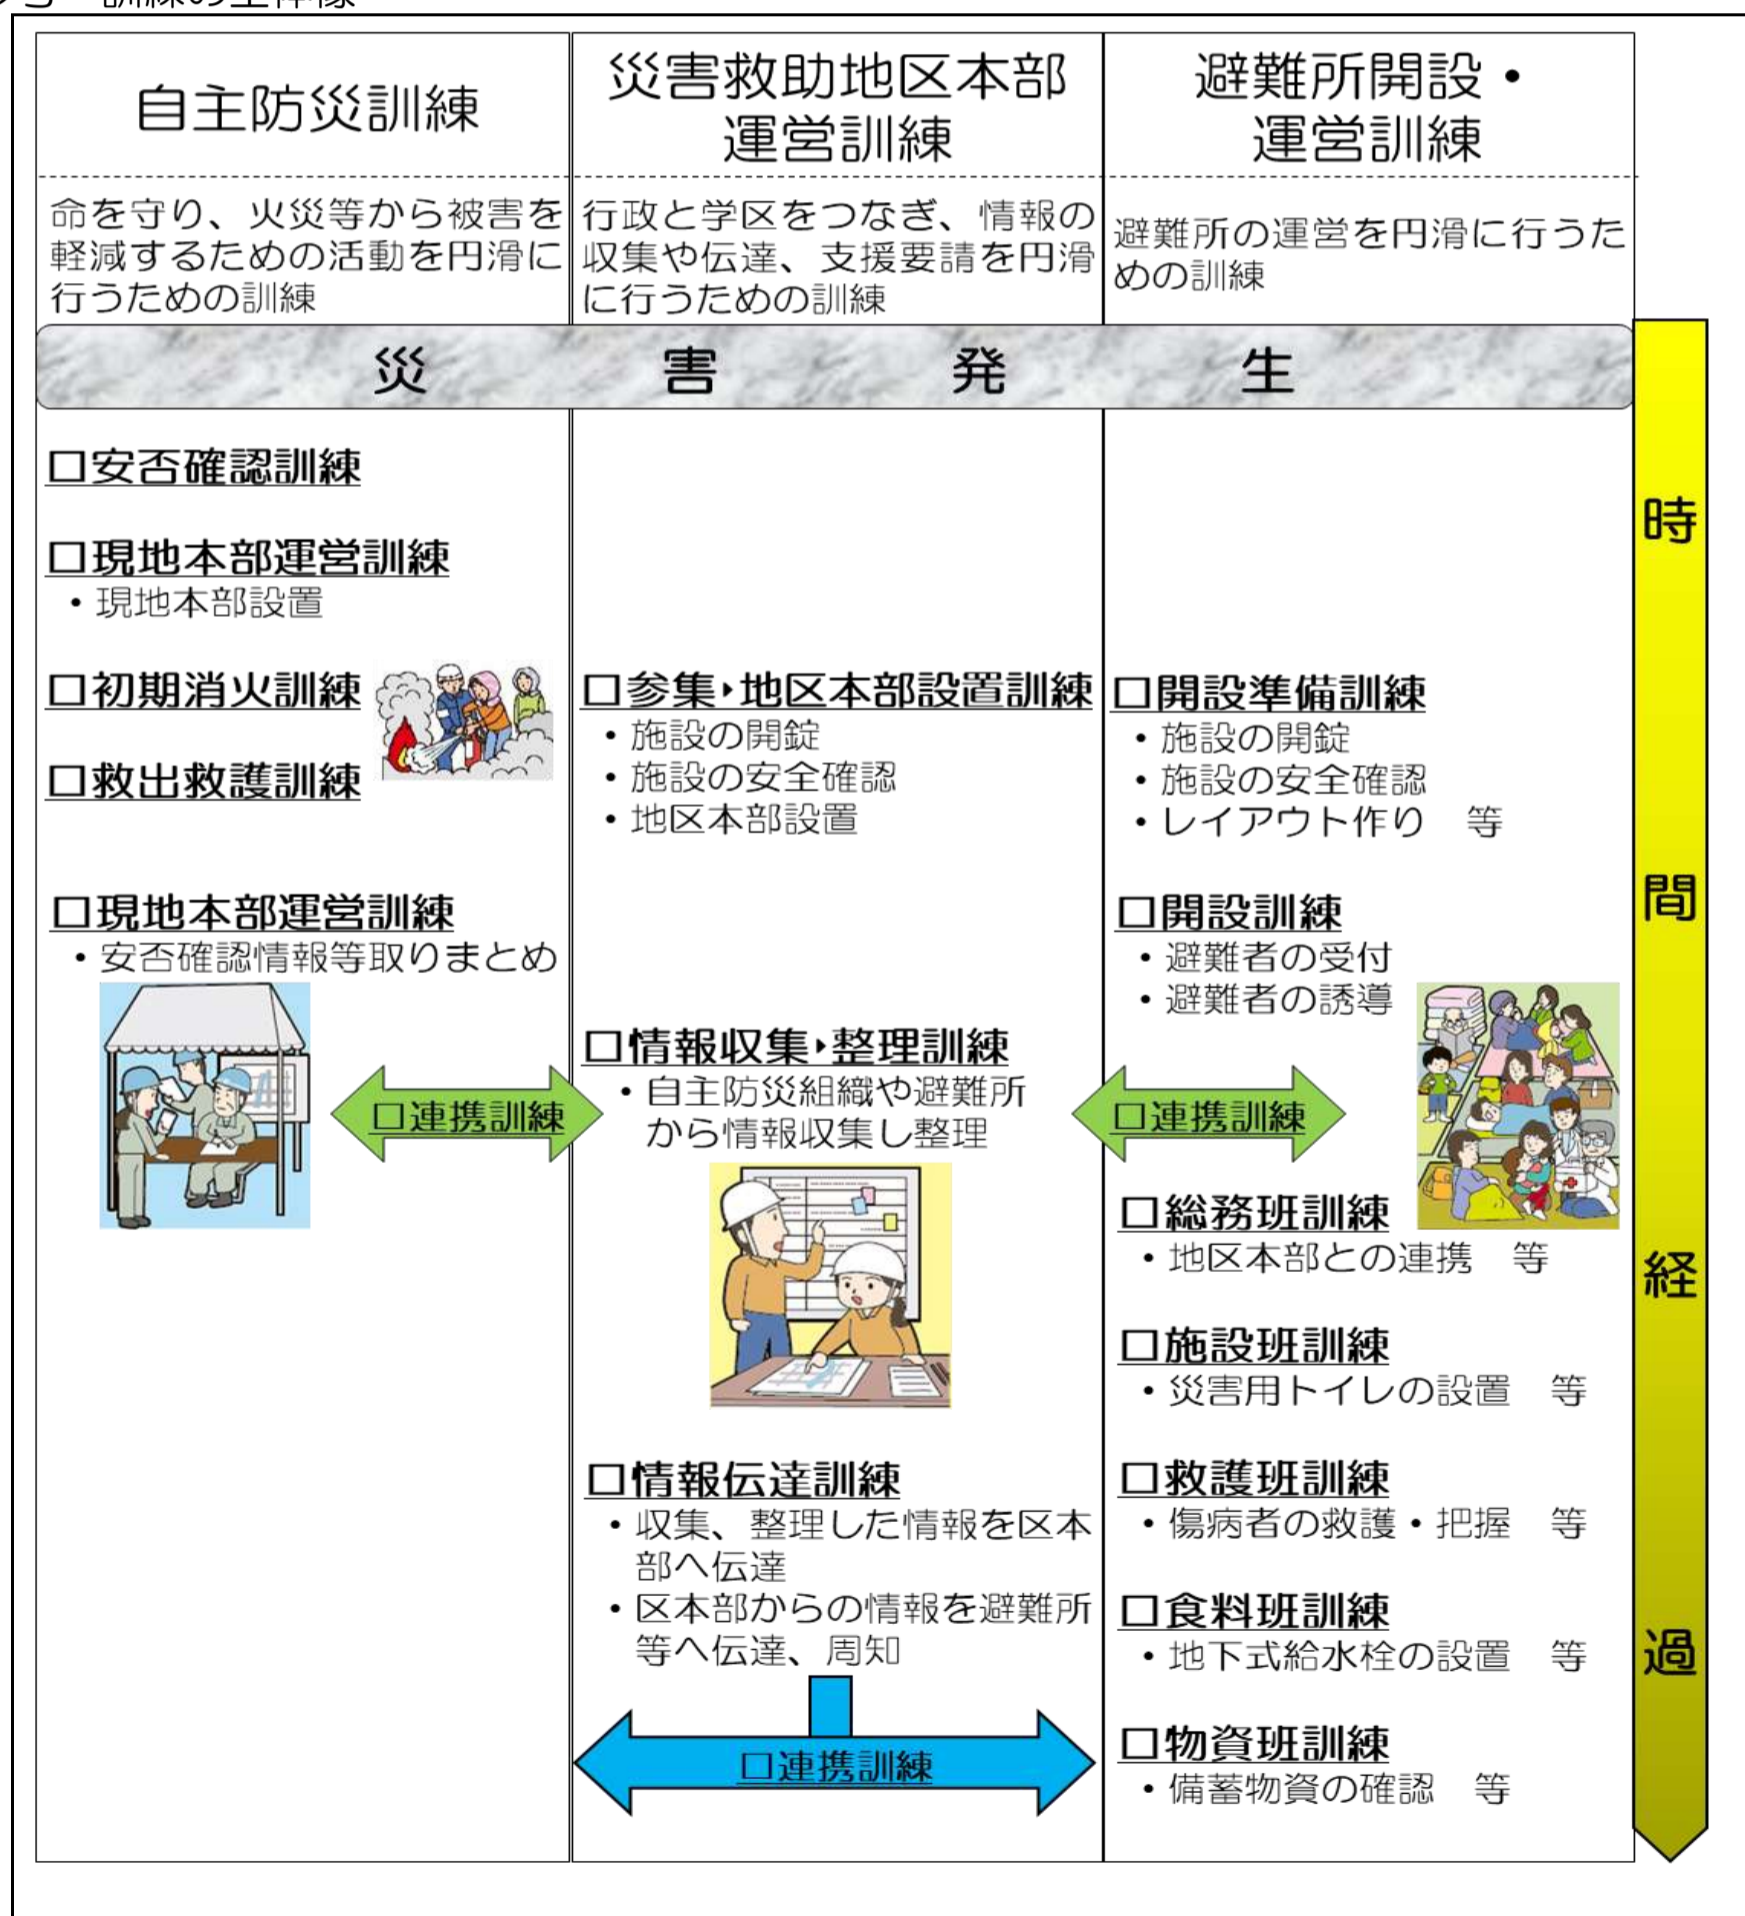 訓練の全体像
自主防災訓練
命を守り、火災等から被害を
軽減するための活動を円滑に
行うための訓練
災害救助地区本部
運営訓練
行政と学区をつなぎ、情報の
収集や伝達、支援要請を円滑
に行うための訓練
避難所開設・
運営訓練
避難所の運営を円滑に行うた
めの訓練
災害発生
□安否確認訓練
□現地本部運営訓練
・現地本部設置
□初期消火訓練
□救出救護訓練
□現地本部運営訓練
・安否確認情報等取りまとめ
□連携訓練
□参集・地区本部設置訓練
・施設の開錠
・施設の安全確認
・地区本部設置
□情報収集・整理訓練
・自主防災組織や避難所
から情報収集し整理
□情報伝達訓練
・収集、整理した情報を区本
部へ伝達
・区本部からの情報を避難所
等へ伝達、周知
□連携訓練
□開設準備訓練
・施設の開錠
・施設の安全確認
・レイアウト作り　等
□開設訓練
・避難者の受付
・避難者の誘導
□連携訓練
□総務班訓練
・地区本部との連携　等
□施設班訓練
・災害用トイレの設置　等
□救護班訓練
・傷病者の救護・把握　等
□食料班訓練
・地下式給水栓の設置　等
□物資班訓練
・備蓄物資の確認　等
時間経過